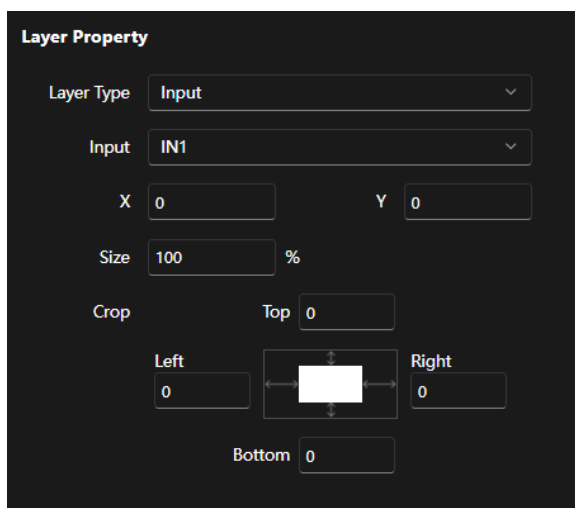 Layer Property
Layer Type Input
Input IN1
X 0 Y 0
Size 100 %
Crop Top 0
Left Right
0 0
Bottom 0